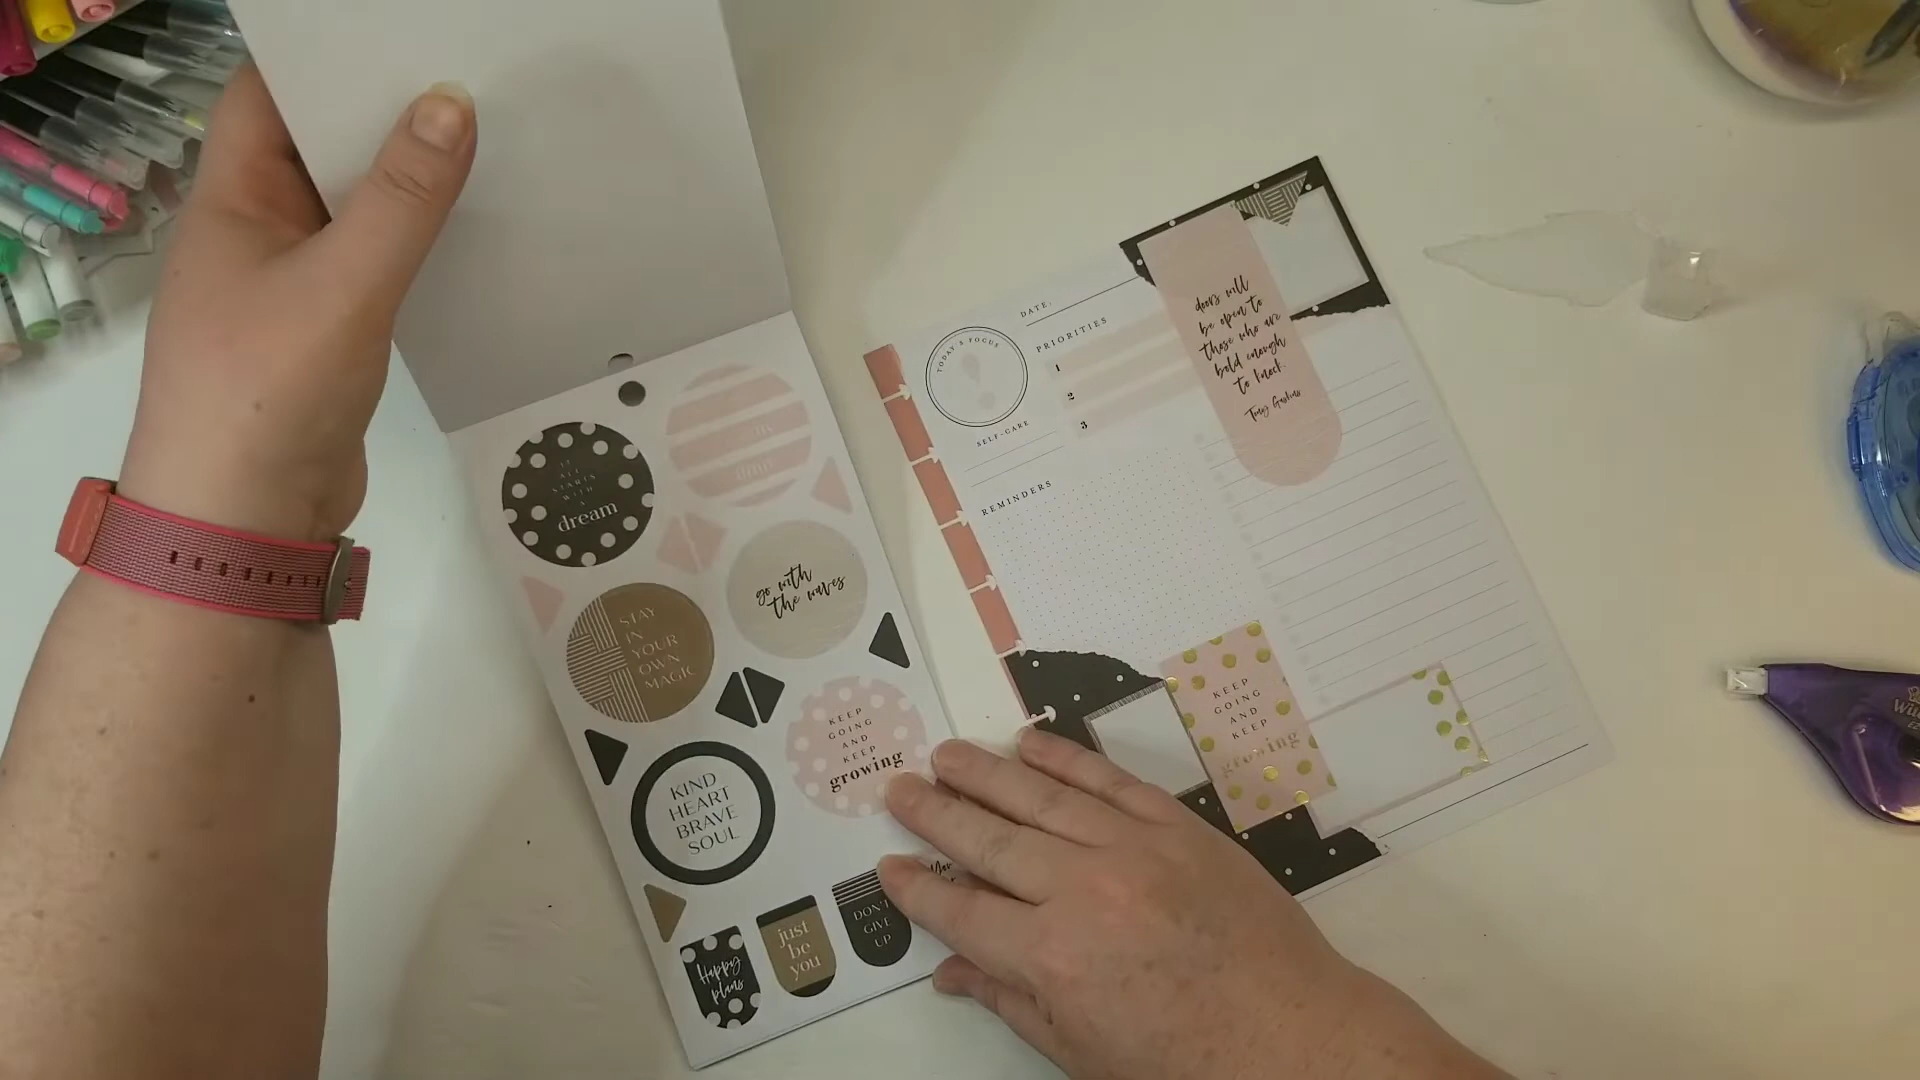 IT
ALL
STARTS
WITH
A
dream
go with
the waves
STAY
IN
YOUR
OWN
MAGIC
KEEP
GOING
AND
KEEP
growing
KIND
HEART
BRAVE
SOUL
Happy
plans
just
be
you
DON'T
GIVE
UP
DATE.
TODAY'S FOCUS
PRIORITIES
1
2
3
SELF-CARE
REMINDERS
doors will
be open to
those who are
bold enough
to knock.
Tony Gaskins
KEEP
GOING
AND
KEEP
growing